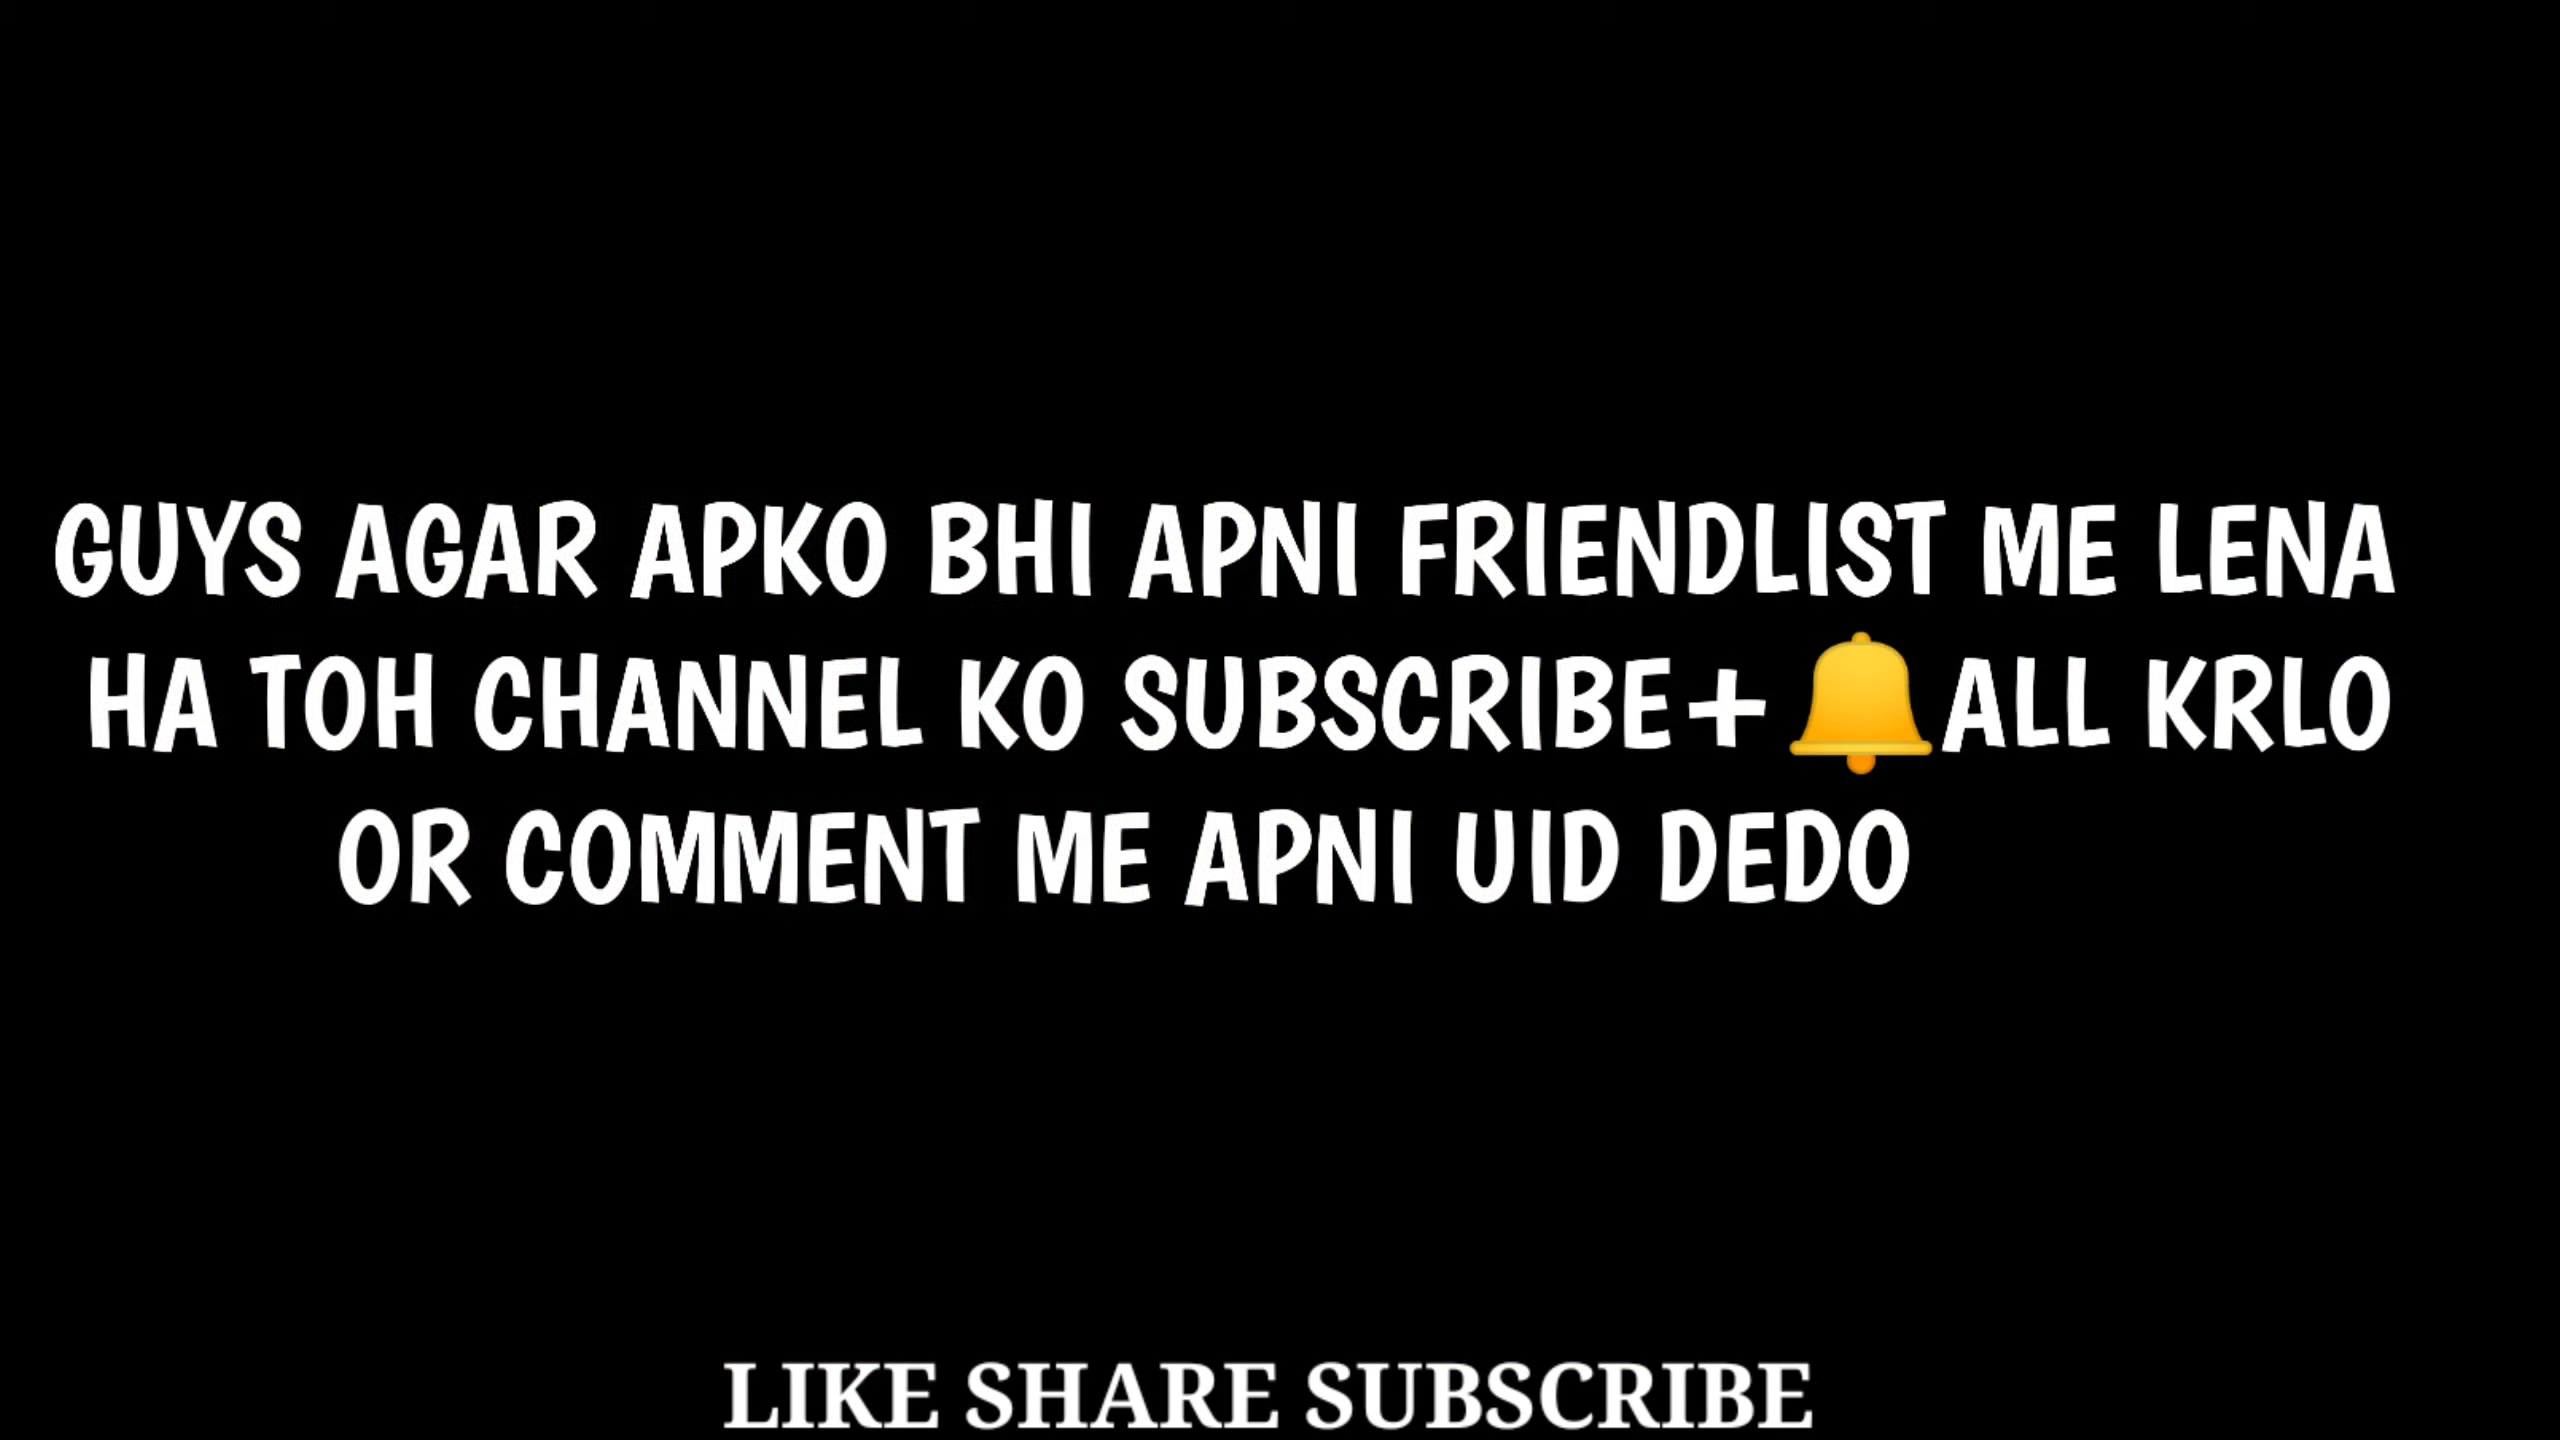 GUYS AGAR APKO BHI APNI FRIENDLIST ME LENA
HA TOH CHANNEL KO SUBSCRIBE+🔔ALL KRLO
OR COMMENT ME APNI UID DEDO
LIKE SHARE SUBSCRIBE